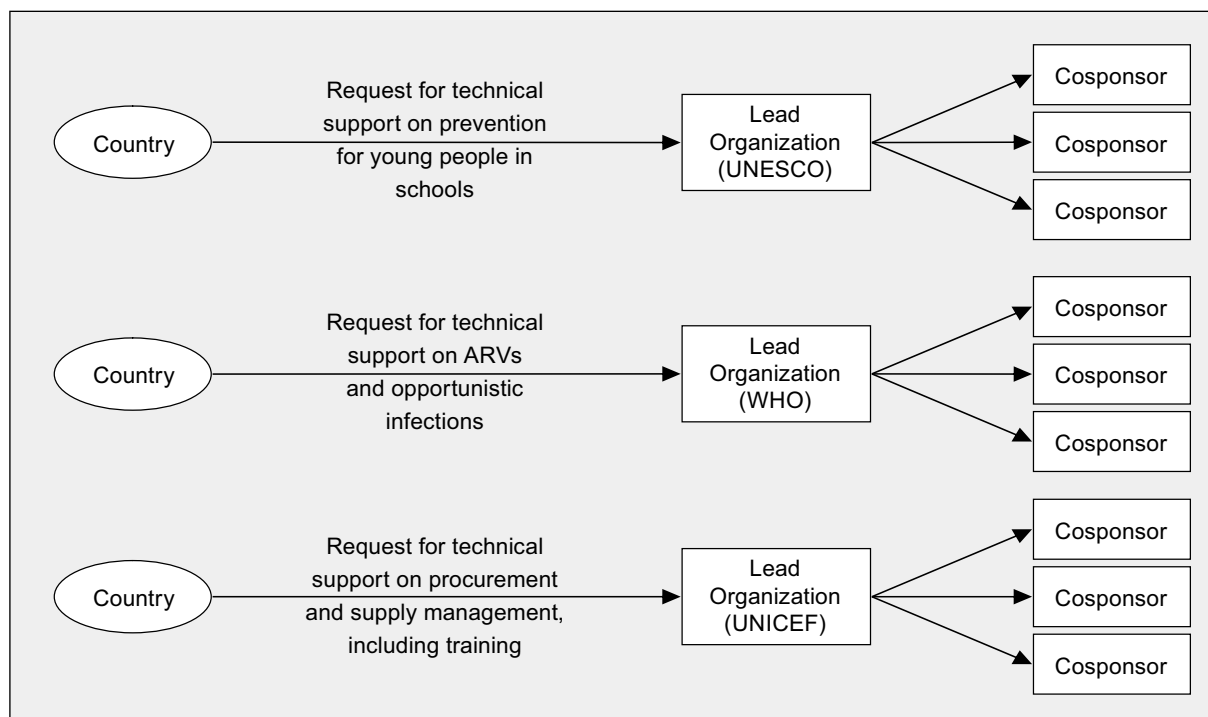 Country
Request for technical
support on prevention
for young people in
schools
Lead
Organization
(UNESCO)
Cosponsor
Cosponsor
Cosponsor
Country
Request for technical
support on ARVs
and opportunistic
infections
Lead
Organization
(WHO)
Cosponsor
Cosponsor
Cosponsor
Country
Request for technical
support on procurement
and supply management,
including training
Lead
Organization
(UNICEF)
Cosponsor
Cosponsor
Cosponsor